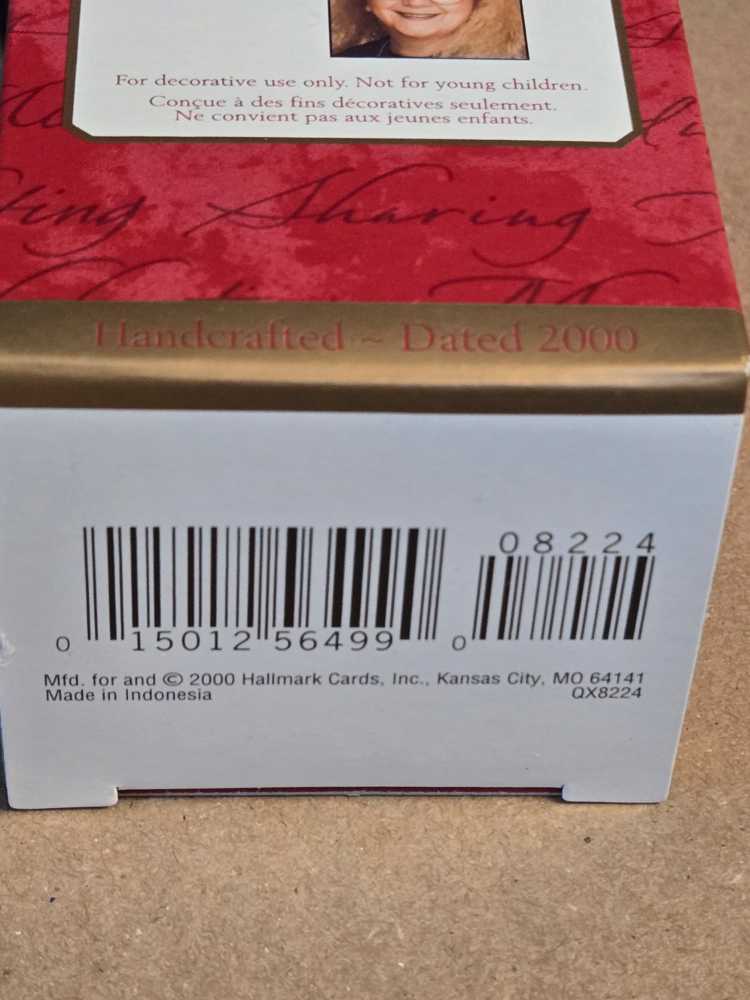 For decorative use only. Not for young children.
Conçue à des fins décoratives seulement.
Ne convient pas aux jeunes enfants.
Sharing
Handcrafted ~ Dated 2000
08224
0 15012 56499 0
Mfd. for and © 2000 Hallmark Cards, Inc., Kansas City, MO 64141
Made in Indonesia QX8224